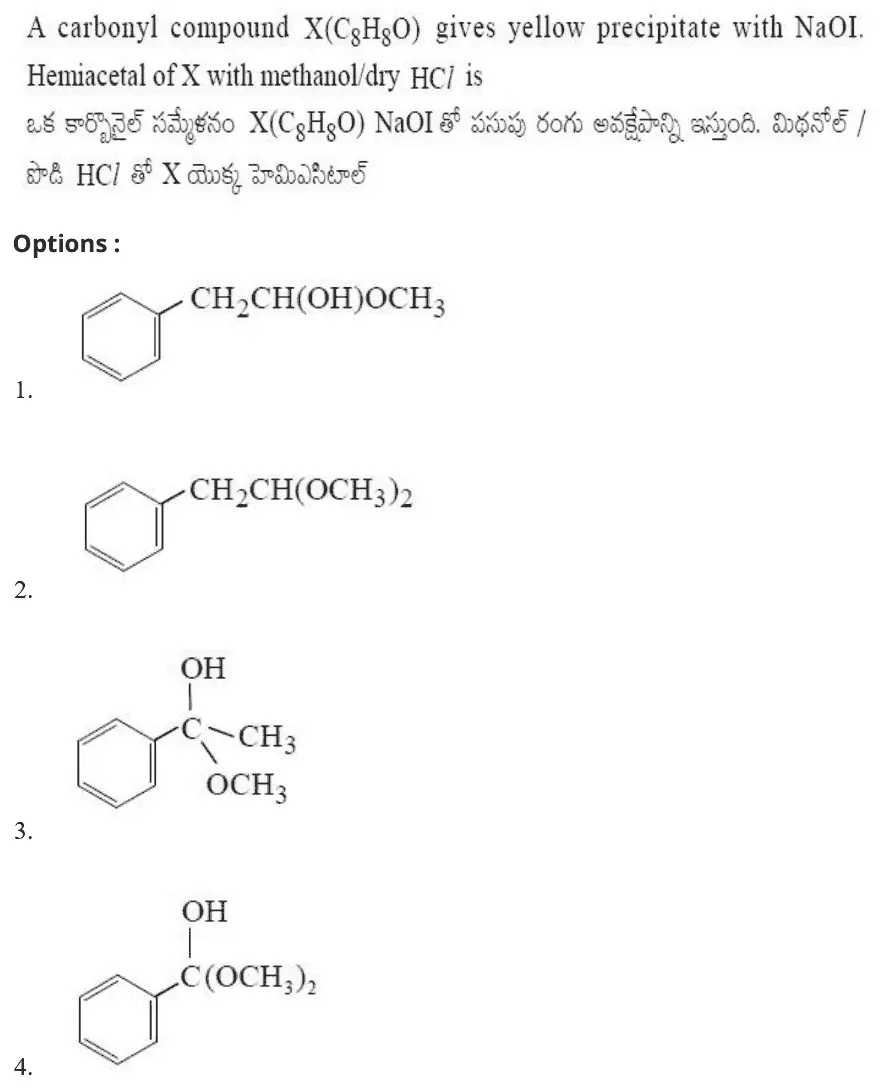 A carbonyl compound X(C₈H₈O) gives yellow precipitate with NaOI.
Hemiacetal of X with methanol/dry HCl is
ఒక కార్బొనైల్ సమ్మేళనం X(C₈H₈O) NaOI తో పసుపు రంగు అవక్షేపాన్ని ఇస్తుంది. మిథనోల్ /
పొడి HCl తో X యొక్క హెమిఎసిటాల్
Options :
CH₂CH(OH)OCH₃
1.
CH₂CH(OCH₃)₂
2.
OH
C CH₃
OCH₃
3.
OH
C(OCH₃)₂
4.